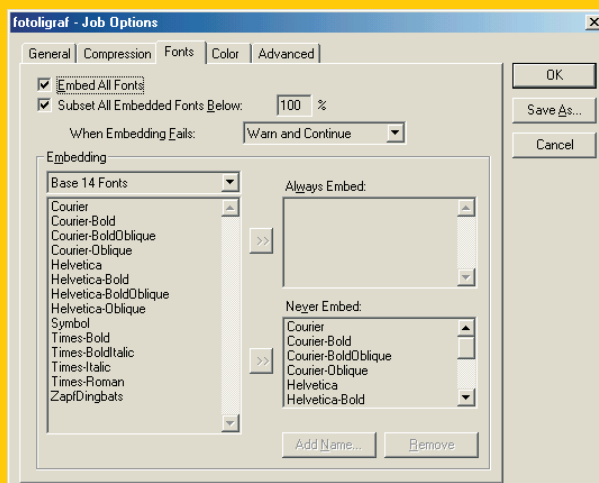 fotoligraf - Job Options
General Compression Fonts Color Advanced
Embed All Fonts
Subset All Embedded Fonts Below: 100 %
When Embedding Fails: Warn and Continue
OK
Save As...
Cancel
Embedding
Base 14 Fonts
Courier
Courier-Bold
Courier-BoldOblique
Courier-Oblique
Helvetica
Helvetica-Bold
Helvetica-BoldOblique
Helvetica-Oblique
Symbol
Times-Bold
Times-BoldItalic
Times-Italic
Times-Roman
ZapfDingbats
>>
>>
Always Embed:
Never Embed:
Courier
Courier-Bold
Courier-BoldOblique
Courier-Oblique
Helvetica
Helvetica-Bold
Add Name... Remove